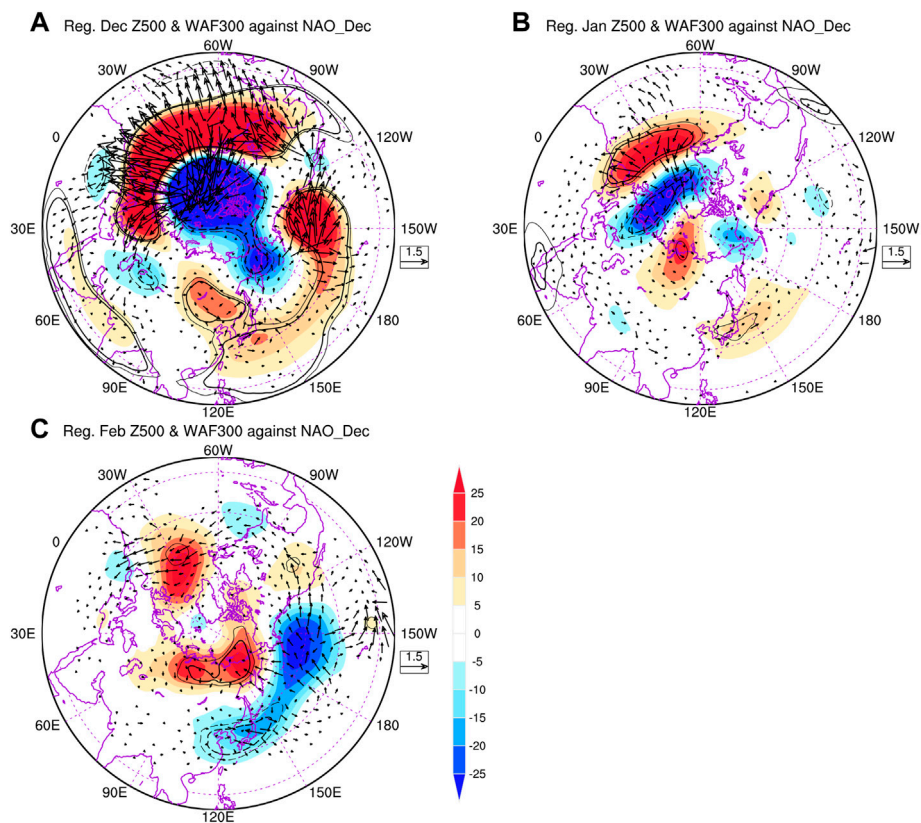 A Reg. Dec Z500 & WAF300 against NAO_Dec
60W
30W
90W
0
120W
30E
150W
1.5
60E
180
90E
150E
120E
B Reg. Jan Z500 & WAF300 against NAO_Dec
60W
30W
90W
0
120W
30E
150W
1.5
60E
180
90E
150E
120E
C Reg. Feb Z500 & WAF300 against NAO_Dec
60W
30W
90W
0
120W
30E
150W
1.5
60E
180
90E
150E
120E
25
20
15
10
5
0
-5
-10
-15
-20
-25